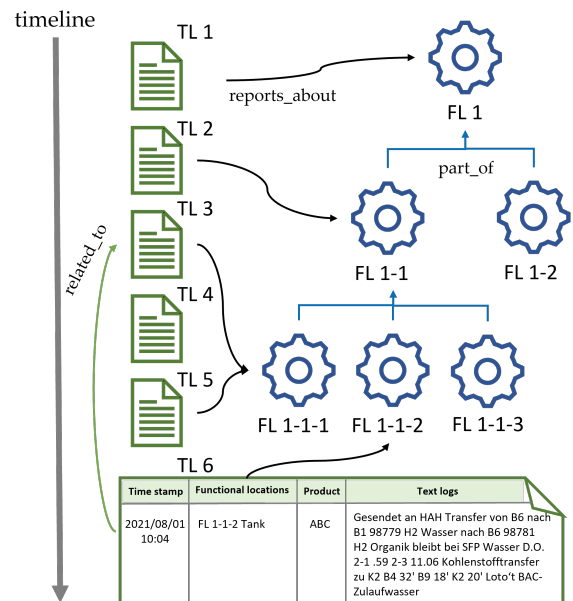 timeline
TL 1
reports_about
FL 1
TL 2
part_of
TL 3
related_to
FL 1-1
FL 1-2
TL 4
TL 5
FL 1-1-1
FL 1-1-2
FL 1-1-3
TL 6
Time stamp
Functional locations
Product
Text logs
2021/08/01
10:04
FL 1-1-2 Tank
ABC
Gesendet an HAH Transfer von B6 nach
B1 98779 H2 Wasser nach B6 98781
H2 Organik bleibt bei SFP Wasser D.O.
2-1 .59 2-3 11.06 Kohlenstofftransfer
zu K2 B4 32' B9 18' K2 20' Loto‘t BAC-
Zulaufwasser